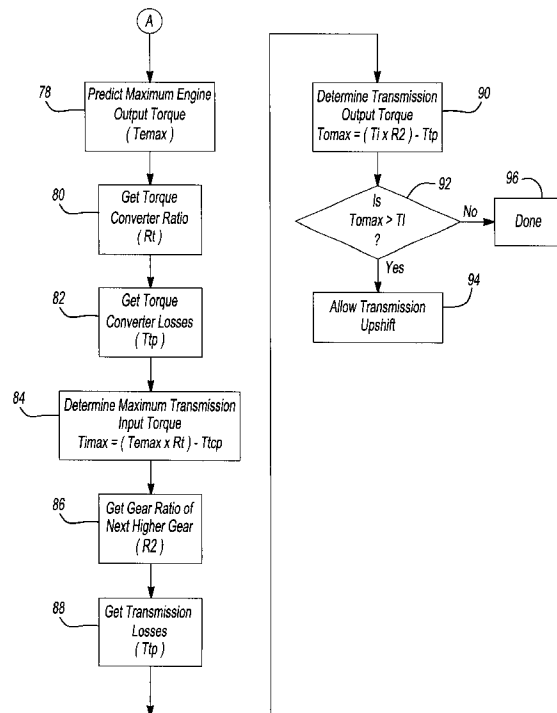 A
78
Predict Maximum Engine
Output Torque
( Temax )
80
Get Torque
Converter Ratio
( Rt )
82
Get Torque
Converter Losses
( Ttp )
84
Determine Maximum Transmission
Input Torque
Timax = ( Temax x Rt ) - Ttcp
86
Get Gear Ratio of
Next Higher Gear
( R2 )
88
Get Transmission
Losses
( Ttp )
90
Determine Transmission
Output Torque
Tomax = ( Ti x R2 ) - Ttp
92
Is
Tomax > Tl
?
No
96
Done
Yes
94
Allow Transmission
Upshift